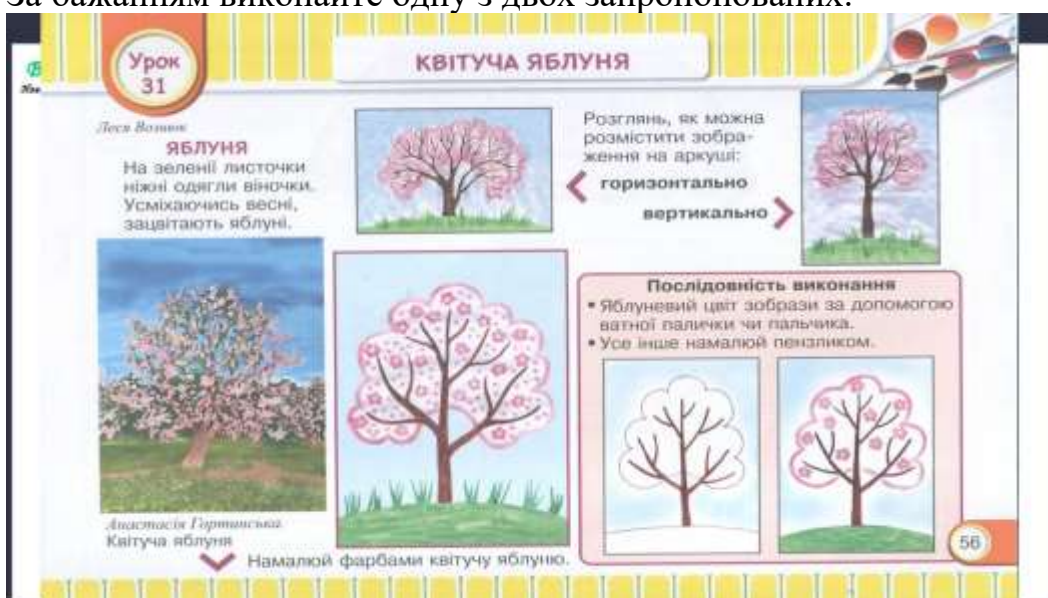 За бажанням виконайте одну з двох запропонованих:
Урок
31
КВІТУЧА ЯБЛУНЯ
Леся Вознюк
ЯБЛУНЯ
На зеленії листочки
ніжні одягли віночки.
Усміхаючись весні,
зацвітають яблуні.
Розглянь, як можна
розмістити зобра-
ження на аркуші:
горизонтально
вертикально
Послідовність виконання
• Яблуневий цвіт зобрази за допомогою
ватної палички чи пальчика.
• Усе інше намалюй пензликом.
Анастасія Гортинська
Квітуча яблуня
Намалюй фарбами квітучу яблуню.
56